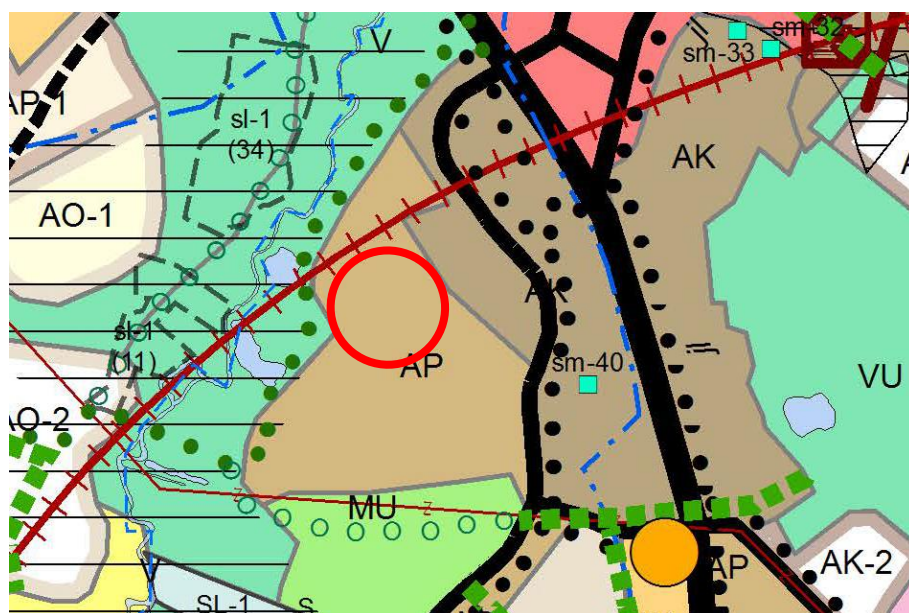 V
sm-32
sm-33
AP-1
sl-1
(34)
AK
AO-1
AK
sl-1
(11)
AP
sm-40
VU
AO-2
MU
z
z
V
AP
AK-2
SL-1
S